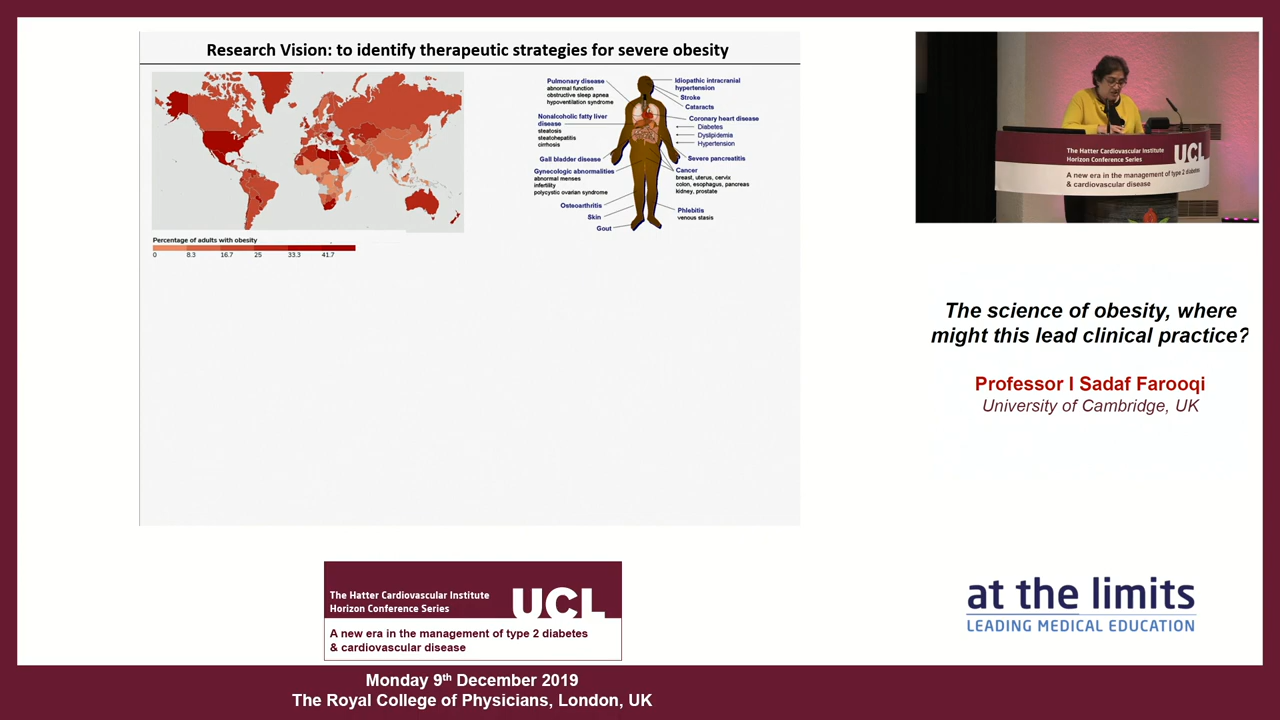 Research Vision: to identify therapeutic strategies for severe obesity
Percentage of adults with obesity
0 8.3 16.7 25 33.3 41.7
Pulmonary disease
abnormal function
obstructive sleep apnea
hypoventilation syndrome
Nonalcoholic fatty liver
disease
steatosis
steatohepatitis
cirrhosis
Gall bladder disease
Gynecologic abnormalities
abnormal menses
infertility
polycystic ovarian syndrome
Osteoarthritis
Skin
Gout
Idiopathic intracranial
hypertension
Stroke
Cataracts
Coronary heart disease
Diabetes
Dyslipidemia
Hypertension
Severe pancreatitis
Cancer
breast, uterus, cervix
colon, esophagus, pancreas
kidney, prostate
Phlebitis
venous stasis
The Hatter Cardiovascular Institute
Horizon Conference Series
UCL
A new era in the management of type 2 diabetes
& cardiovascular disease
The science of obesity, where
might this lead clinical practice?
Professor I Sadaf Farooqi
University of Cambridge, UK
The Hatter Cardiovascular Institute
Horizon Conference Series
UCL
A new era in the management of type 2 diabetes
& cardiovascular disease
at the limits
LEADING MEDICAL EDUCATION
Monday 9th December 2019
The Royal College of Physicians, London, UK